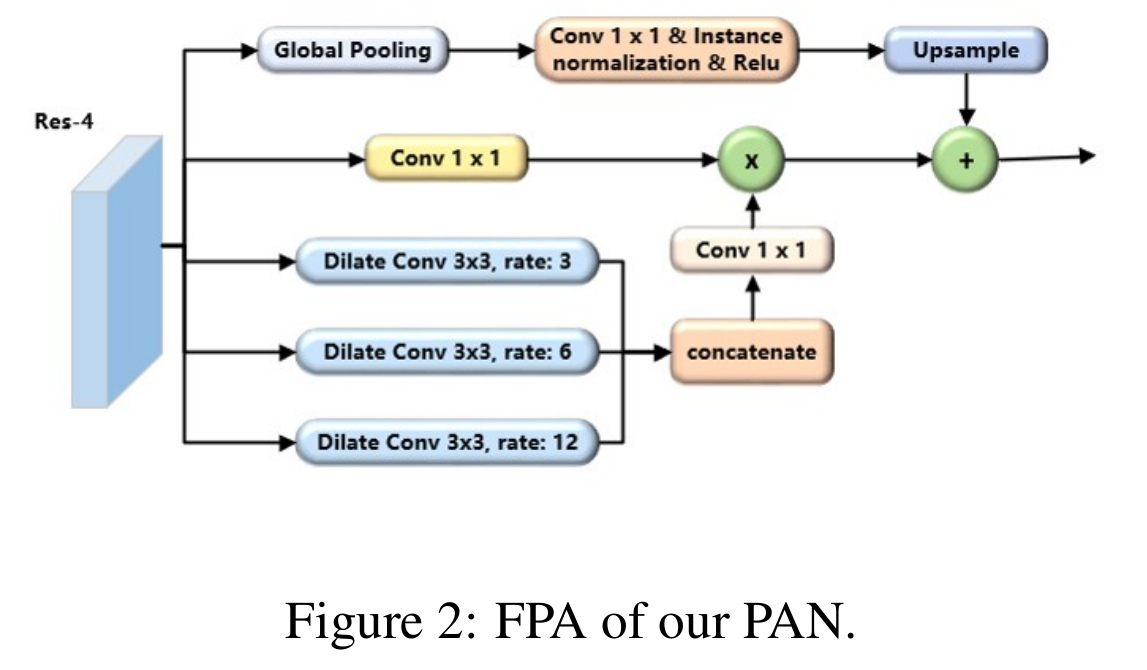 Global Pooling
Conv 1 x 1 & Instance
normalization & Relu
Upsample
Res-4
Conv 1 x 1
x
+
Conv 1 x 1
Dilate Conv 3x3, rate: 3
Dilate Conv 3x3, rate: 6
concatenate
Dilate Conv 3x3, rate: 12
Figure 2: FPA of our PAN.